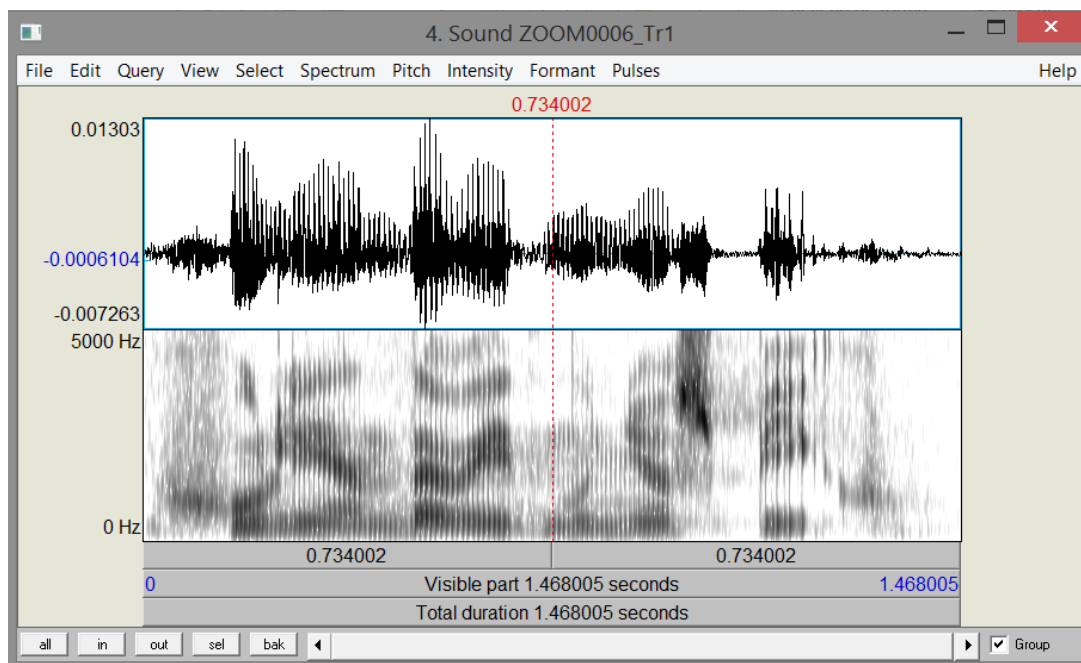 4. Sound ZOOM0006_Tr1
File Edit Query View Select Spectrum Pitch Intensity Formant Pulses Help
0.734002
0.01303
-0.0006104
-0.007263
5000 Hz
0 Hz
0.734002 0.734002
0 Visible part 1.468005 seconds 1.468005
Total duration 1.468005 seconds
all in out sel bak Group